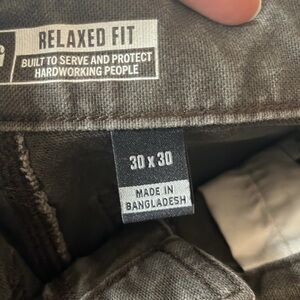 RELAXED FIT
BUILT TO SERVE AND PROTECT
HARDWORKING PEOPLE
30 x 30
MADE IN
BANGLADESH